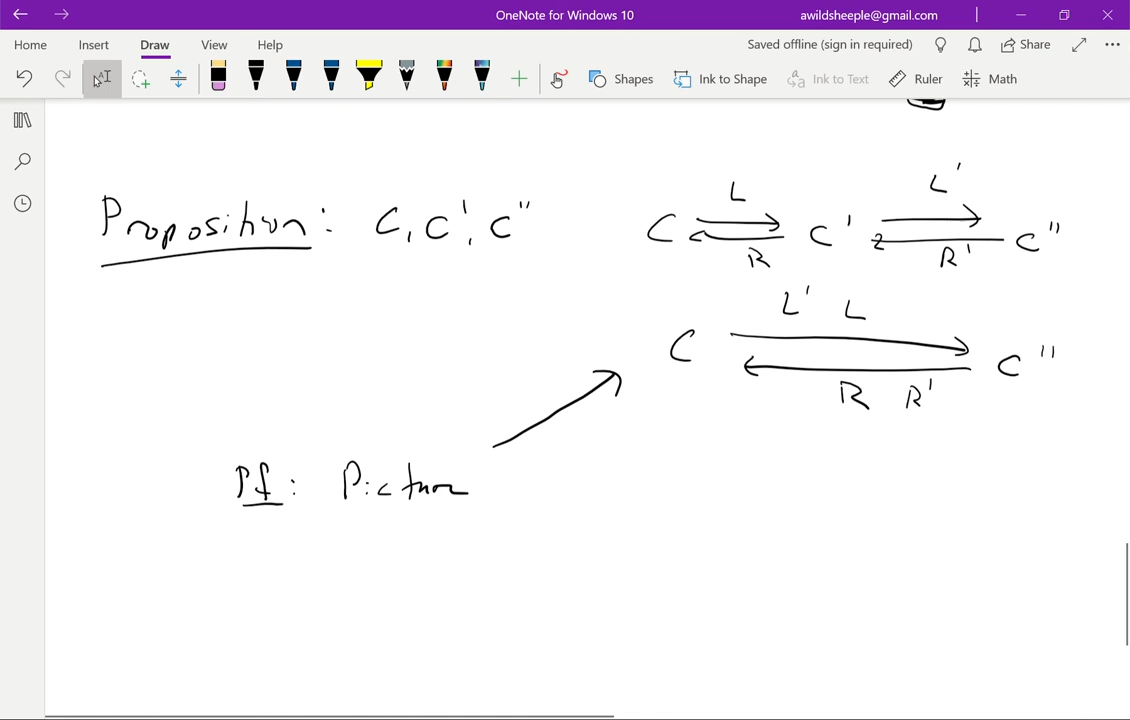 OneNote for Windows 10
awildsheeple@gmail.com
Home Insert Draw View Help
Saved offline (sign in required) Share
Shapes Ink to Shape Ink to Text Ruler Math
Proposition: C, C', C''
L L'
C C' C''
R R'
L' L
C C''
R R'
Pf: Picture